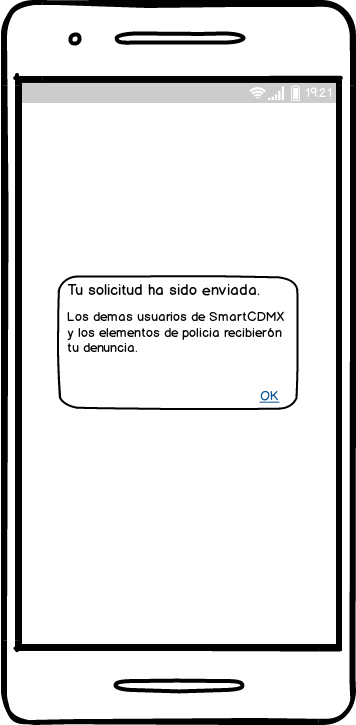 19:21
Tu solicitud ha sido enviada.
Los demas usuarios de SmartCDMX
y los elementos de policia recibierón
tu denuncia.
OK